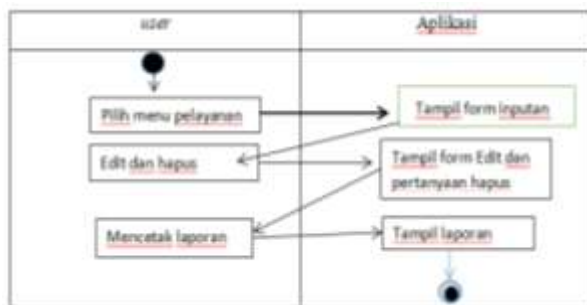 user
Aplikasi
Pilih menu pelayanan
Tampil form inputan
Edit dan hapus
Tampil form Edit dan
pertanyaan hapus
Mencetak laporan
Tampil laporan